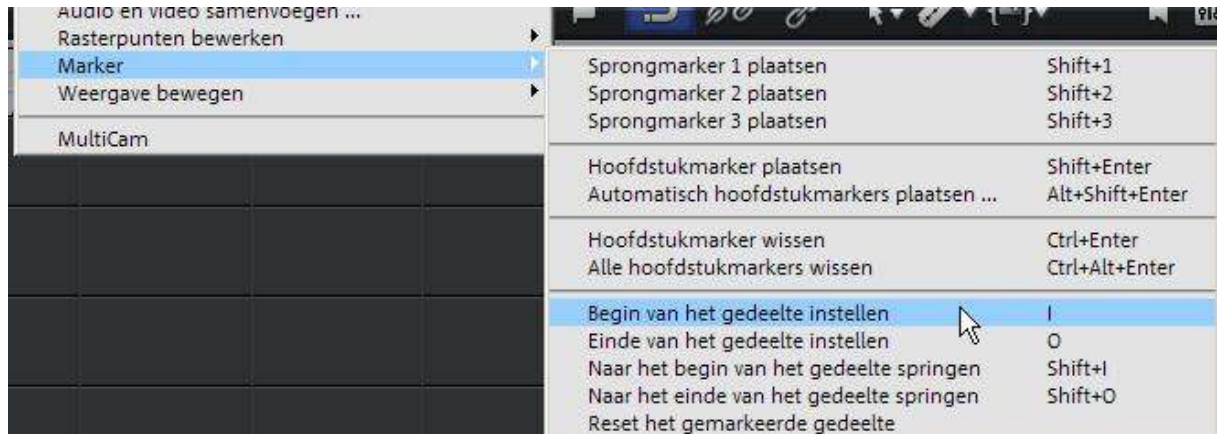 Audio en video samenvoegen ...
Rasterpunten bewerken
Marker
Weergave bewegen
MultiCam
Sprongmarker 1 plaatsen Shift+1
Sprongmarker 2 plaatsen Shift+2
Sprongmarker 3 plaatsen Shift+3
Hoofdstukmarker plaatsen Shift+Enter
Automatisch hoofdstukmarkers plaatsen ... Alt+Shift+Enter
Hoofdstukmarker wissen Ctrl+Enter
Alle hoofdstukmarkers wissen Ctrl+Alt+Enter
Begin van het gedeelte instellen I
Einde van het gedeelte instellen O
Naar het begin van het gedeelte springen Shift+I
Naar het einde van het gedeelte springen Shift+O
Reset het gemarkeerde gedeelte